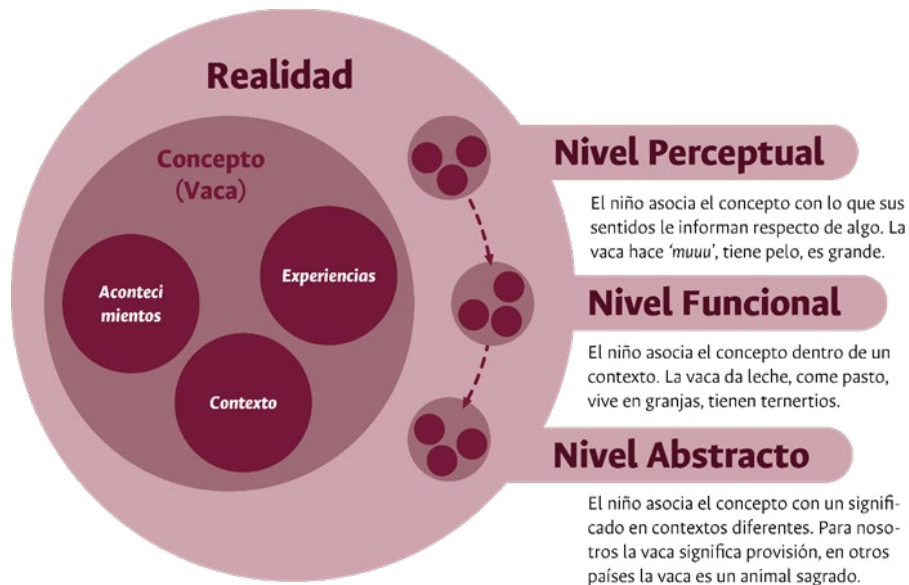 Realidad
Concepto
(Vaca)
Aconteci
mientos
Experiencias
Contexto
Nivel Perceptual
El niño asocia el concepto con lo que sus
sentidos le informan respecto de algo. La
vaca hace ‘muuu’, tiene pelo, es grande.
Nivel Funcional
El niño asocia el concepto dentro de un
contexto. La vaca da leche, come pasto,
vive en granjas, tienen ternertios.
Nivel Abstracto
El niño asocia el concepto con un signifi-
cado en contextos diferentes. Para noso-
tros la vaca significa provisión, en otros
países la vaca es un animal sagrado.